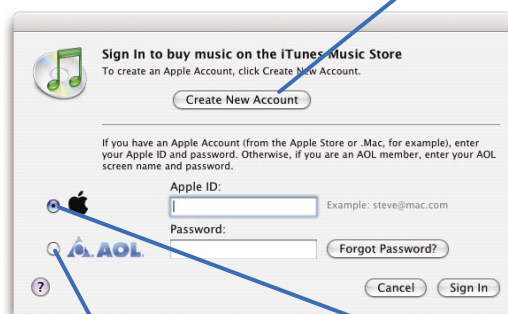 Sign In to buy music on the iTunes Music Store
To create an Apple Account, click Create New Account.
Create New Account
If you have an Apple Account (from the Apple Store or .Mac, for example), enter
your Apple ID and password. Otherwise, if you are an AOL member, enter your AOL
screen name and password.
Apple ID:
Example: steve@mac.com
Password:
AOL.
Forgot Password?
?
Cancel
Sign In